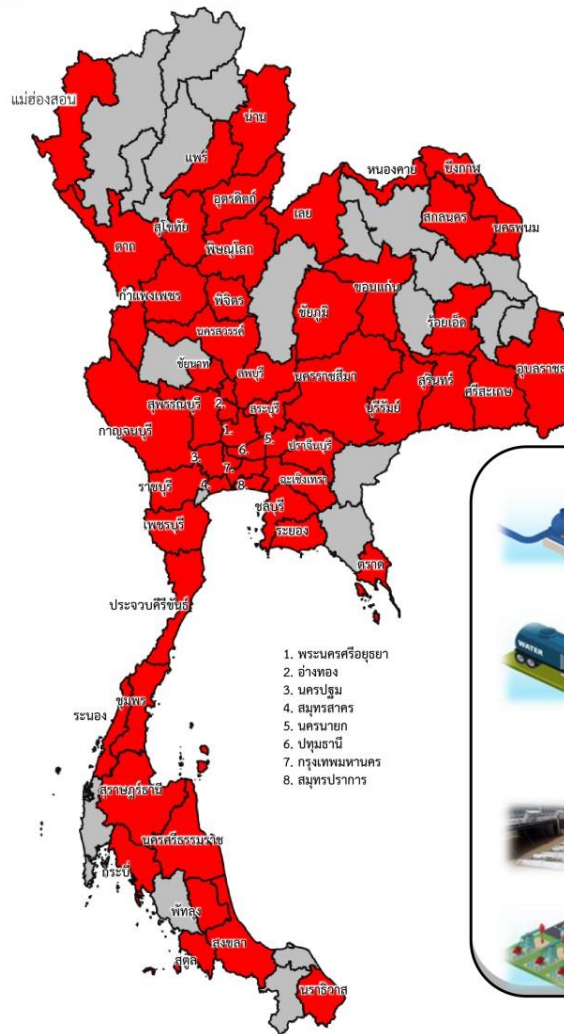 แม่ฮ่องสอน
น่าน
แพร่
อุตรดิตถ์
หนองคาย
บึงกาฬ
เลย
สกลนคร
นครพนม
สุโขทัย
ตาก
พิษณุโลก
ขอนแก่น
กำแพงเพชร
พิจิตร
ชัยภูมิ
ร้อยเอ็ด
นครสวรรค์
ชัยนาท
ลพบุรี
นครราชสีมา
อุบลราชธ
สุรินทร์
ศรีสะเกษ
บุรีรัมย์
สุพรรณบุรี
2.
สระบุรี
กาญจนบุรี
1.
5.
6.
ปราจีนบุรี
3.
7.
ฉะเชิงเทรา
ราชบุรี
4.
8.
ชลบุรี
เพชรบุรี
ระยอง
ตราด
ประจวบคีรีขันธ์
1. พระนครศรีอยุธยา
2. อ่างทอง
3. นครปฐม
4. สมุทรสาคร
5. นครนายก
6. ปทุมธานี
7. กรุงเทพมหานคร
8. สมุทรปราการ
WATER
ชุมพร
ระนอง
สุราษฎร์ธานี
นครศรีธรรมราช
กระบี่
พัทลุง
สงขลา
สตูล
นราธิวาส